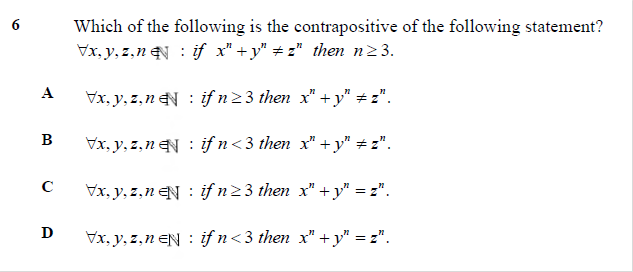 6 Which of the following is the contrapositive of the following statement?
∀x, y, z, n ∈ ℕ : if xⁿ + yⁿ ≠ zⁿ then n ≥ 3.
A ∀x, y, z, n ∈ ℕ : if n ≥ 3 then xⁿ + yⁿ ≠ zⁿ.
B ∀x, y, z, n ∈ ℕ : if n < 3 then xⁿ + yⁿ ≠ zⁿ.
C ∀x, y, z, n ∈ ℕ : if n ≥ 3 then xⁿ + yⁿ = zⁿ.
D ∀x, y, z, n ∈ ℕ : if n < 3 then xⁿ + yⁿ = zⁿ.